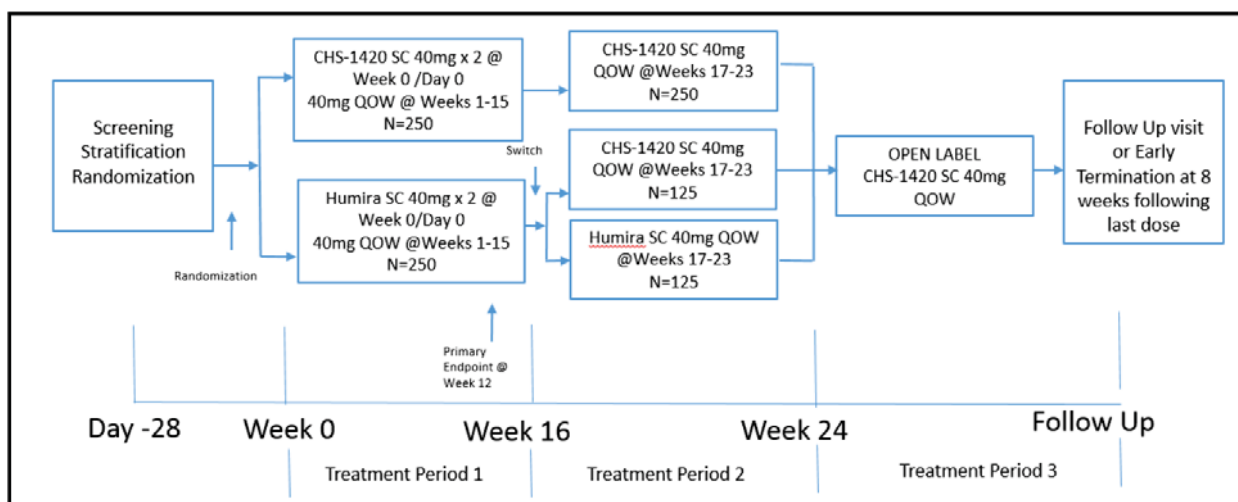 Screening
Stratification
Randomization
Randomization
CHS-1420 SC 40mg x 2 @
Week 0 /Day 0
40mg QOW @ Weeks 1-15
N=250
Humira SC 40mg x 2 @
Week 0/Day 0
40mg QOW @Weeks 1-15
N=250
Primary
Endpoint @
Week 12
Switch
CHS-1420 SC 40mg
QOW @Weeks 17-23
N=250
CHS-1420 SC 40mg
QOW @Weeks 17-23
N=125
Humira SC 40mg QOW
@Weeks 17-23
N=125
OPEN LABEL
CHS-1420 SC 40mg
QOW
Follow Up visit
or Early
Termination at 8
weeks following
last dose
Day -28
Week 0
Week 16
Week 24
Follow Up
Treatment Period 1
Treatment Period 2
Treatment Period 3